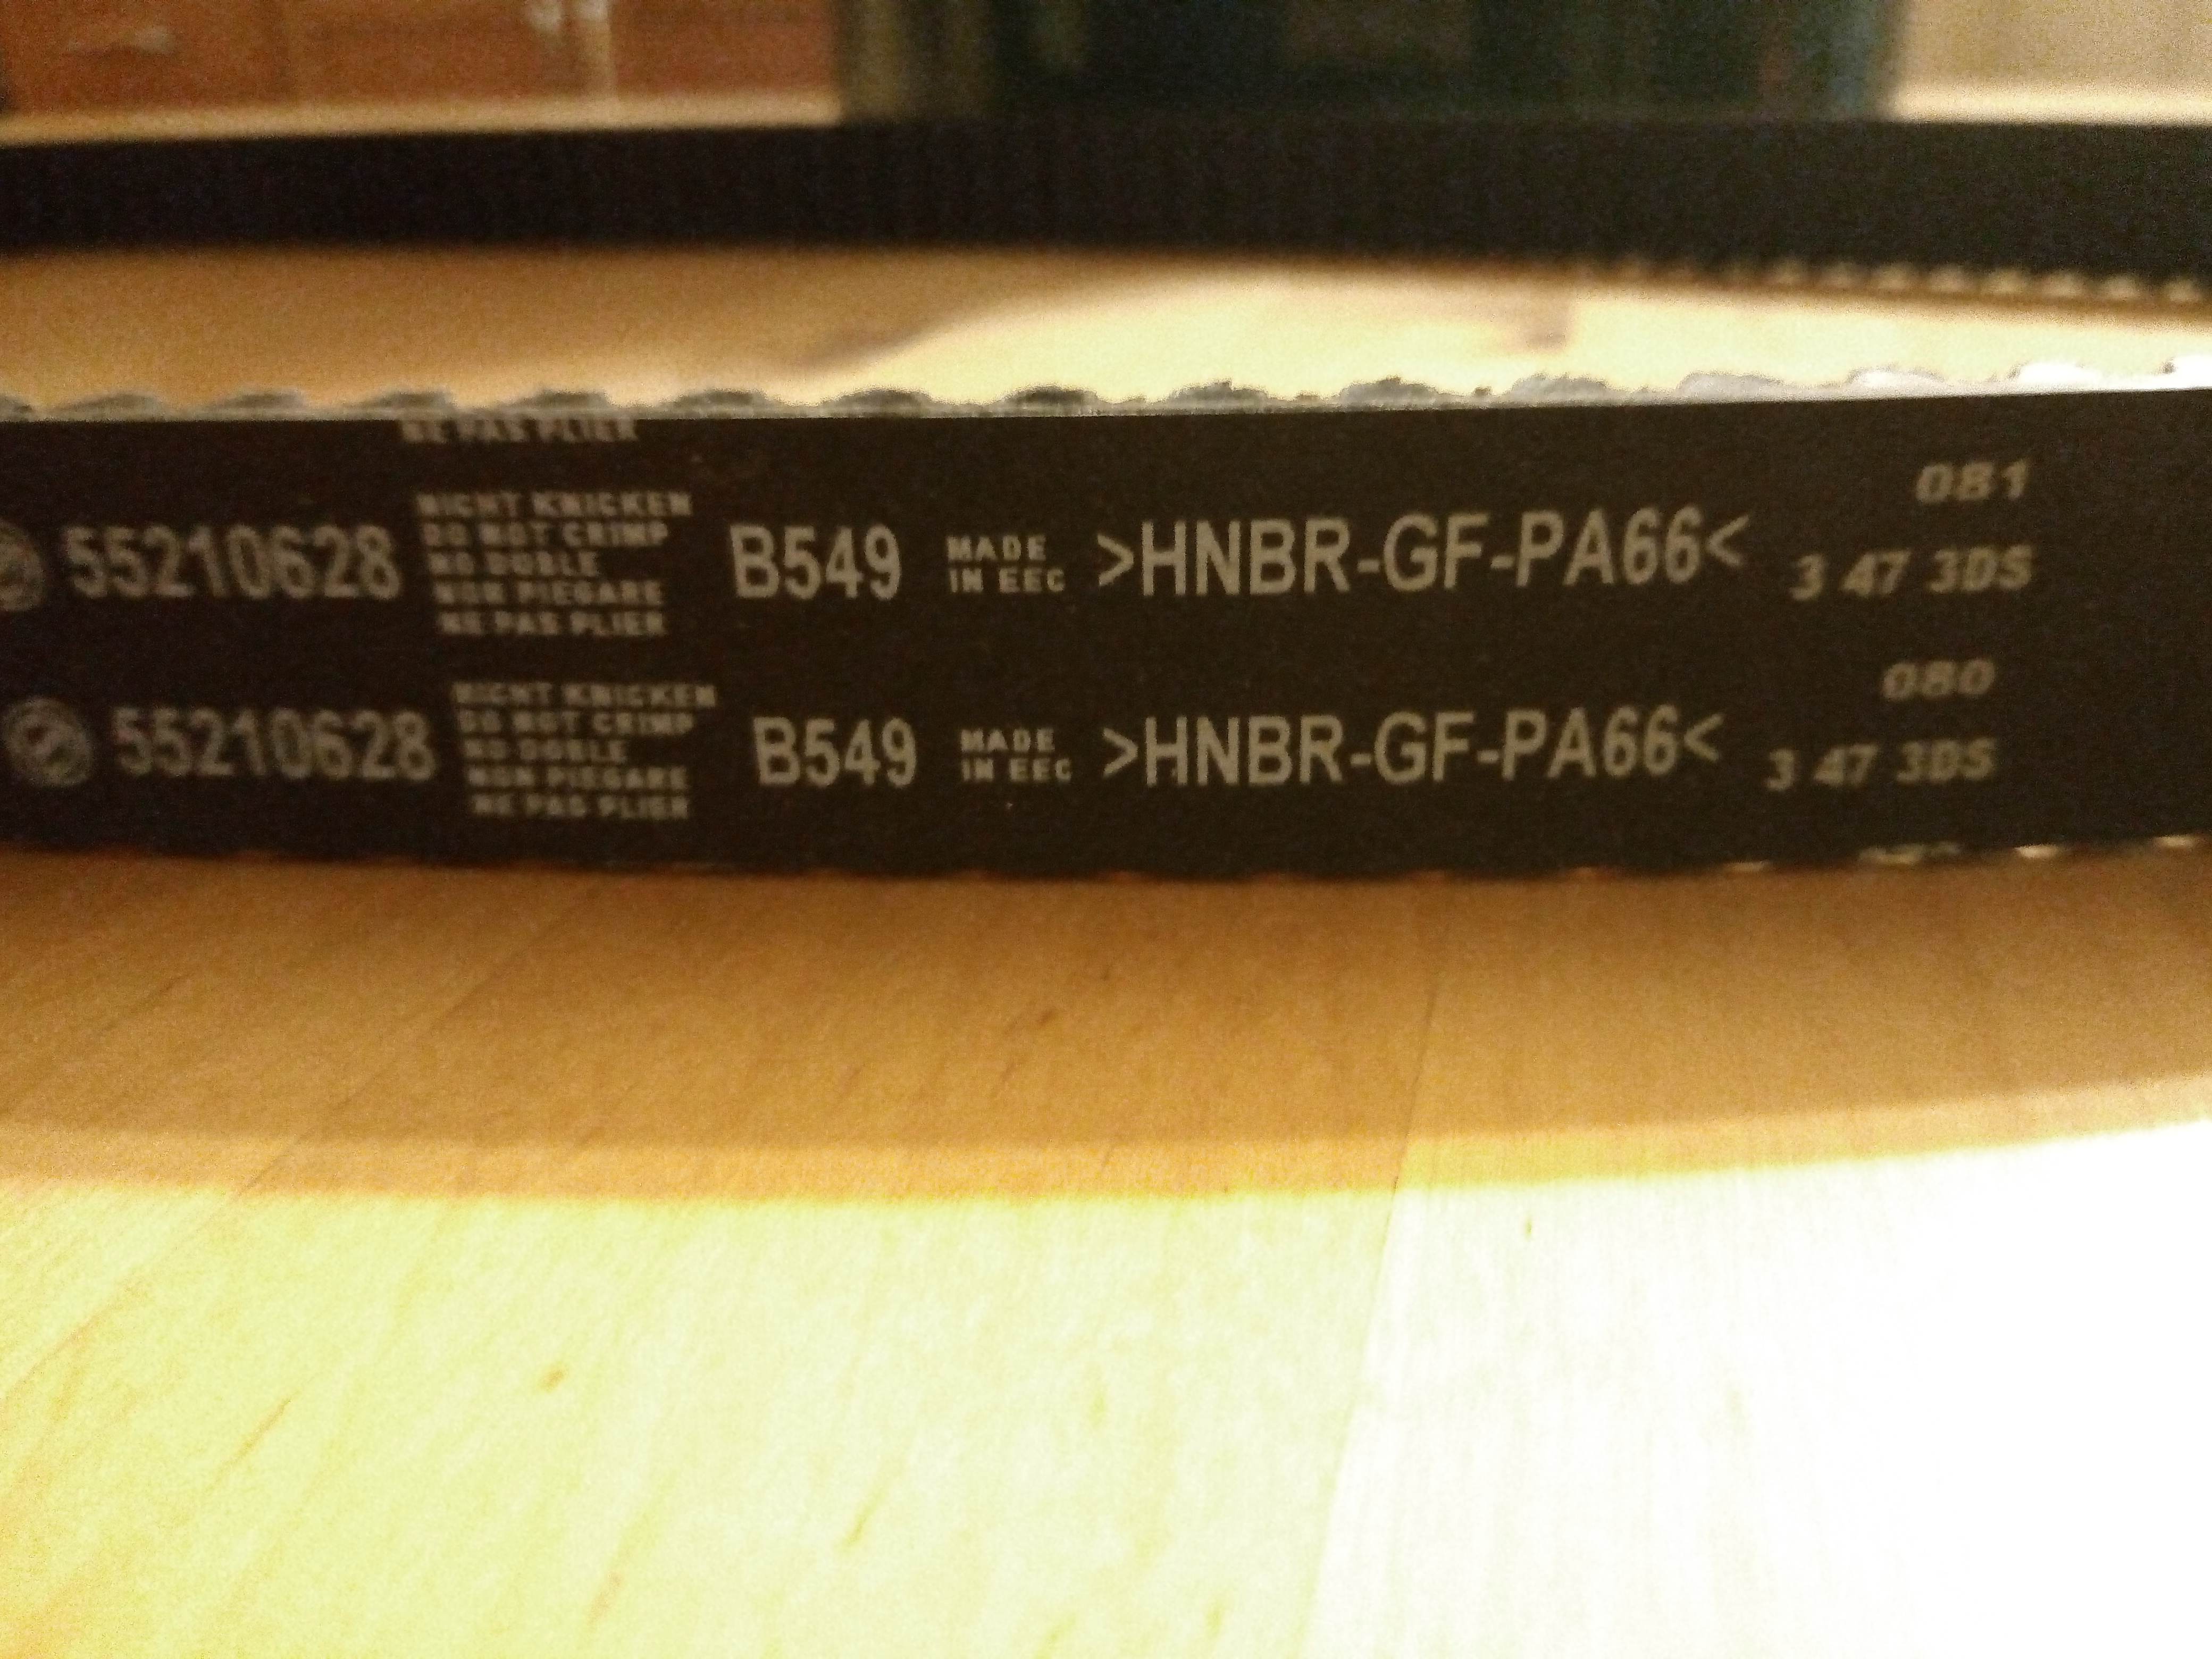 NE PAS PLIER
55210628
NICHT KNICKEN
DO NOT CRIMP
NO DOBLE
NON PIEGARE
NE PAS PLIER
B549
MADE
IN EEC
>HNBR-GF-PA66<
081
3 47 3DS
55210628
NICHT KNICKEN
DO NOT CRIMP
NO DOBLE
NON PIEGARE
NE PAS PLIER
B549
MADE
IN EEC
>HNBR-GF-PA66<
080
3 47 3DS